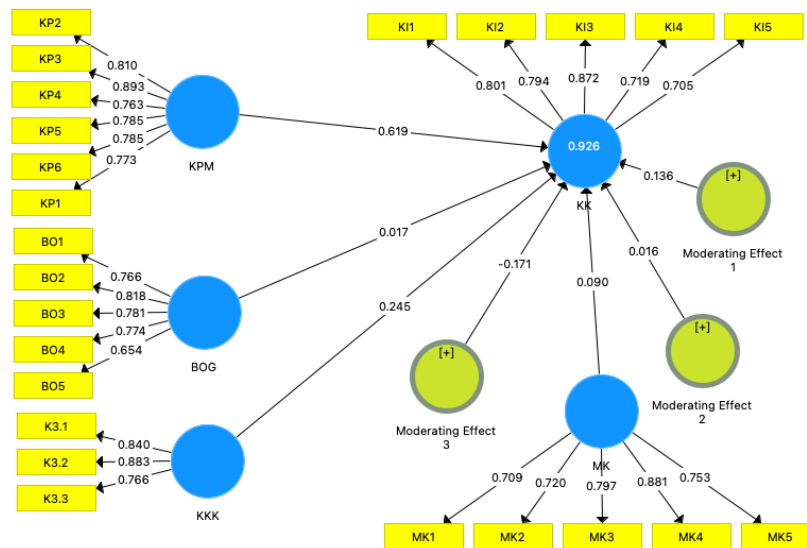 KP2
KP3
KP4
KP5
KP6
KP1
0.810
0.893
0.763
0.785
0.785
0.773
KPM
KI1
KI2
KI3
KI4
KI5
0.801
0.794
0.872
0.719
0.705
0.926
KK
0.619
0.017
0.245
-0.171
0.090
0.016
0.136
[+]
Moderating Effect
1
[+]
Moderating Effect
2
[+]
Moderating Effect
3
BO1
BO2
BO3
BO4
BO5
0.766
0.818
0.781
0.774
0.654
BOG
K3.1
K3.2
K3.3
0.840
0.883
0.766
KKK
MK
0.709
0.720
0.797
0.881
0.753
MK1
MK2
MK3
MK4
MK5